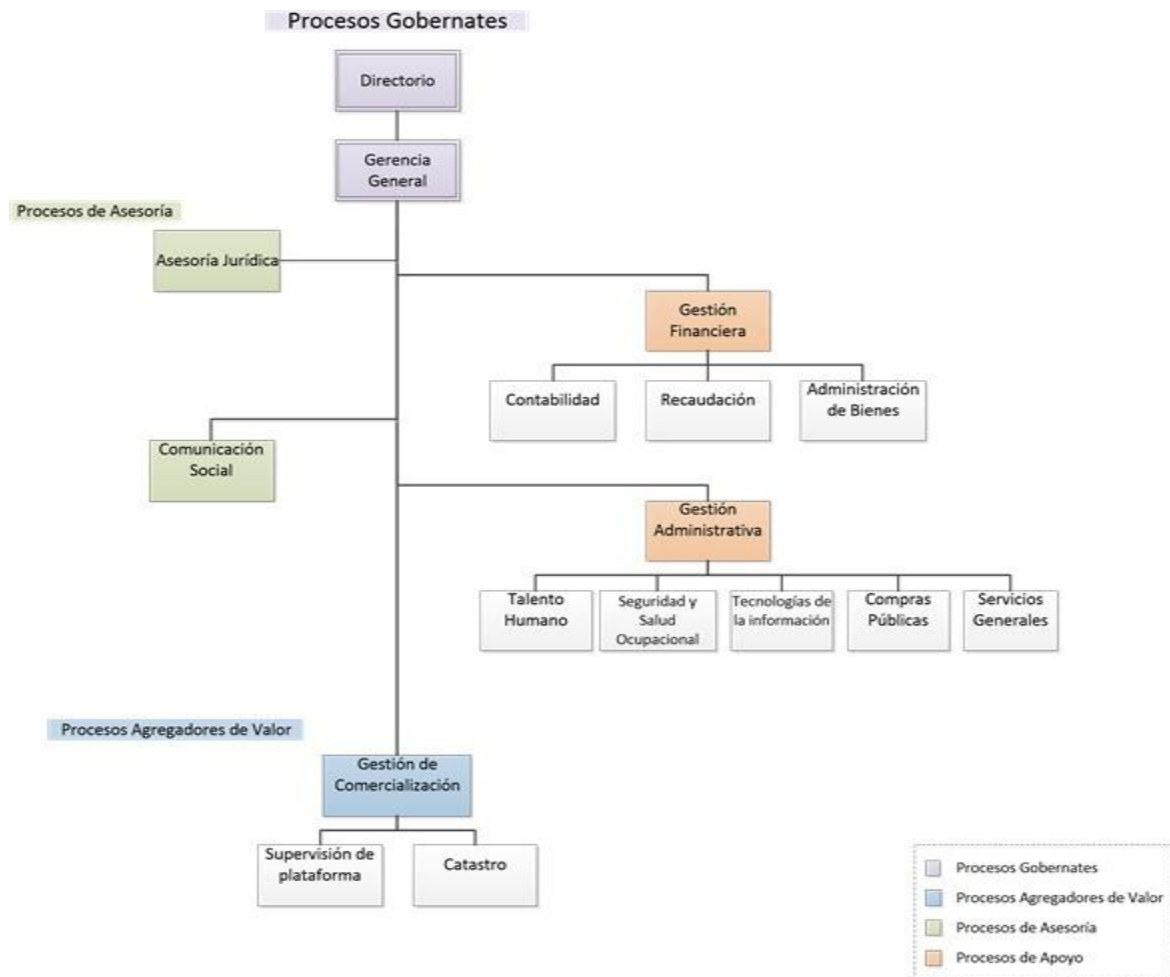 Procesos Gobernates
Directorio
Gerencia
General
Procesos de Asesoría
Asesoría Jurídica
Gestión
Financiera
Contabilidad
Recaudación
Administración
de Bienes
Comunicación
Social
Gestión
Administrativa
Talento
Humano
Seguridad y
Salud
Ocupacional
Tecnologías de
la información
Compras
Públicas
Servicios
Generales
Procesos Agregadores de Valor
Gestión de
Comercialización
Supervisión de
plataforma
Catastro
Procesos Gobernates
Procesos Agregadores de Valor
Procesos de Asesoría
Procesos de Apoyo